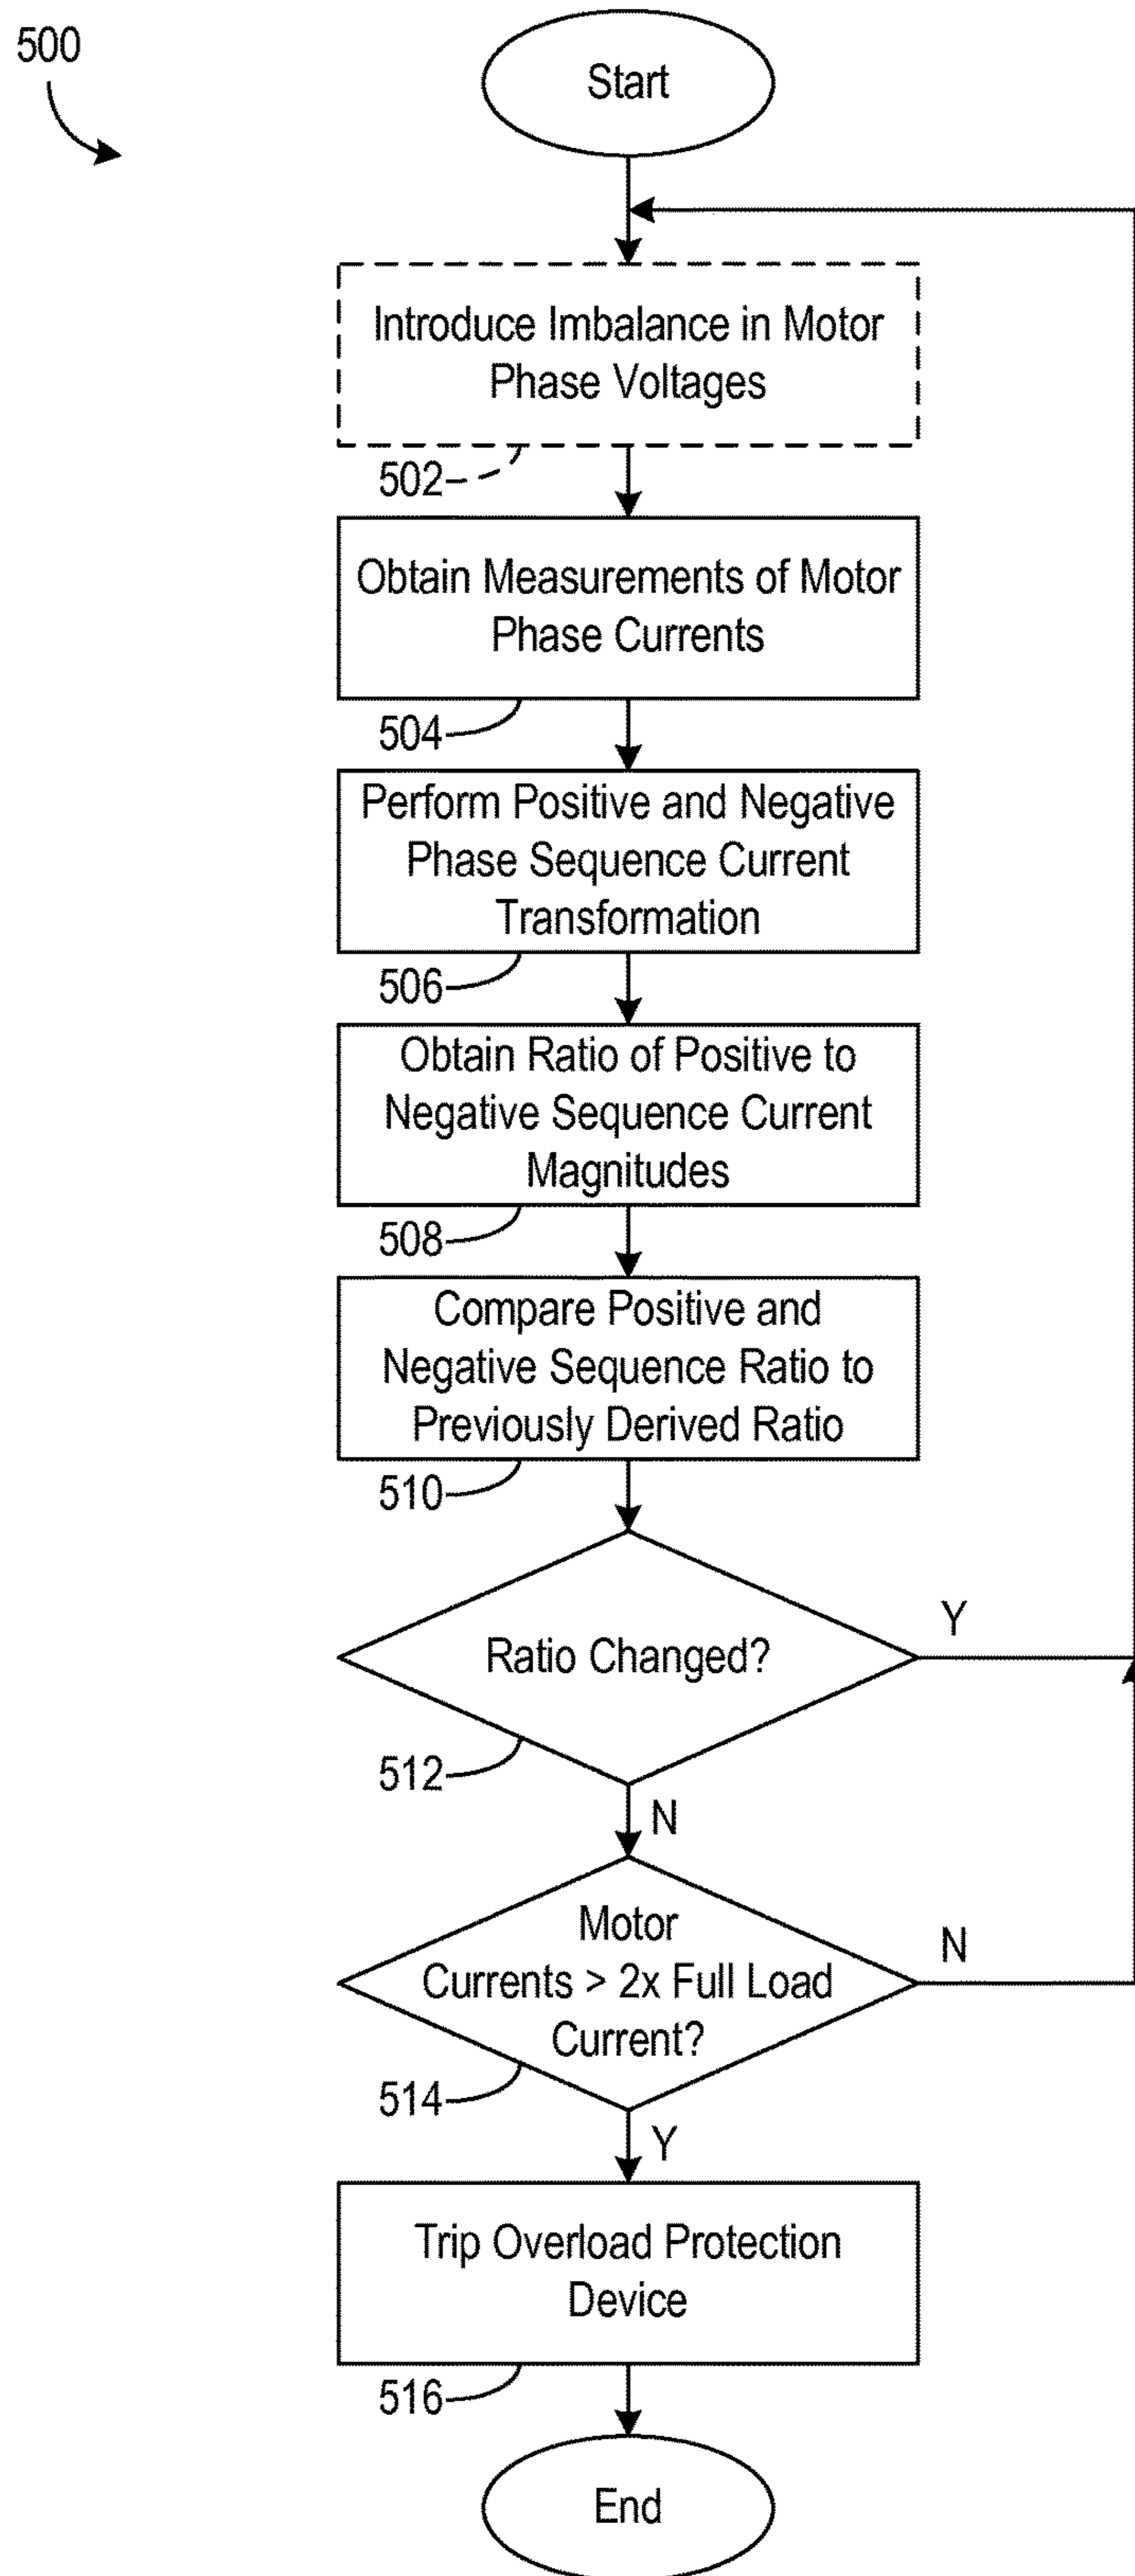 500
Start
Introduce Imbalance in Motor
Phase Voltages
502
Obtain Measurements of Motor
Phase Currents
504
Perform Positive and Negative
Phase Sequence Current
Transformation
506
Obtain Ratio of Positive to
Negative Sequence Current
Magnitudes
508
Compare Positive and
Negative Sequence Ratio to
Previously Derived Ratio
510
Ratio Changed?
Y
512
N
Motor
Currents > 2x Full Load
Current?
N
514
Y
Trip Overload Protection
Device
516
End